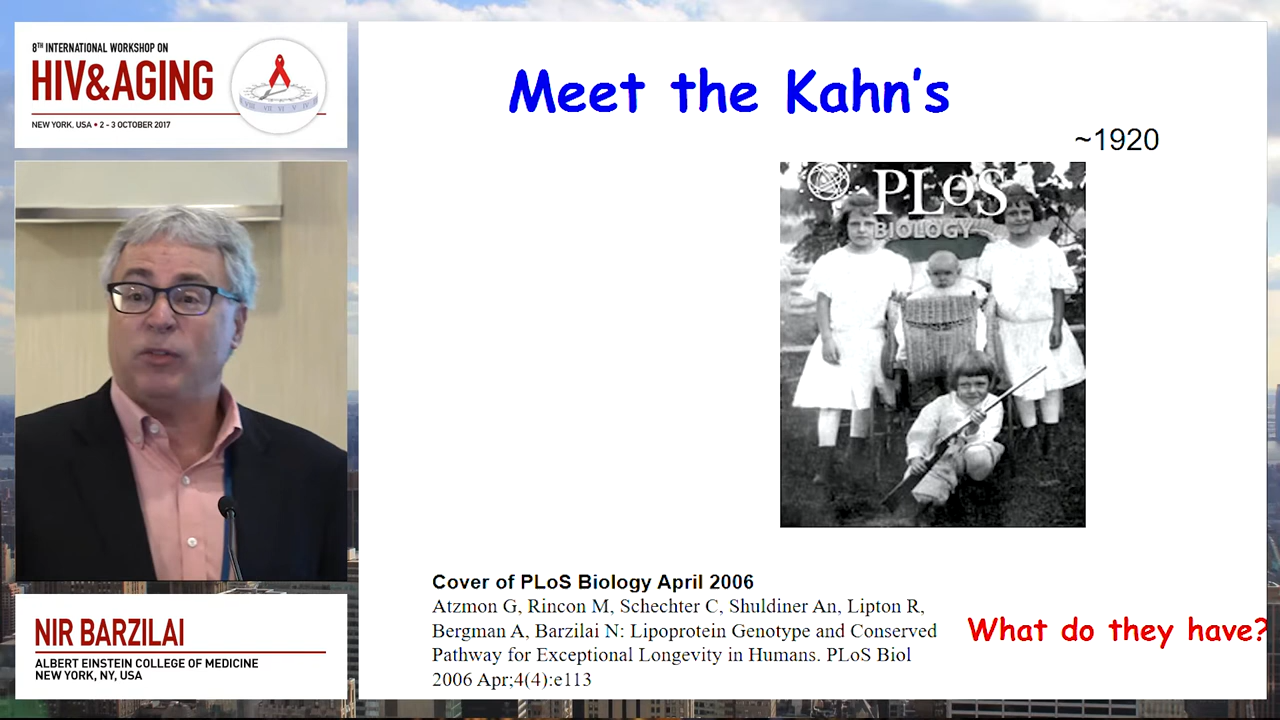 8TH INTERNATIONAL WORKSHOP ON
HIV&AGING
NEW YORK, USA • 2 - 3 OCTOBER 2017
Meet the Kahn's
~1920
PLoS
BIOLOGY
Cover of PLoS Biology April 2006
Atzmon G, Rincon M, Schechter C, Shuldiner An, Lipton R,
Bergman A, Barzilai N: Lipoprotein Genotype and Conserved
Pathway for Exceptional Longevity in Humans. PLoS Biol
2006 Apr;4(4):e113
What do they have?
NIR BARZILAI
ALBERT EINSTEIN COLLEGE OF MEDICINE
NEW YORK, NY, USA